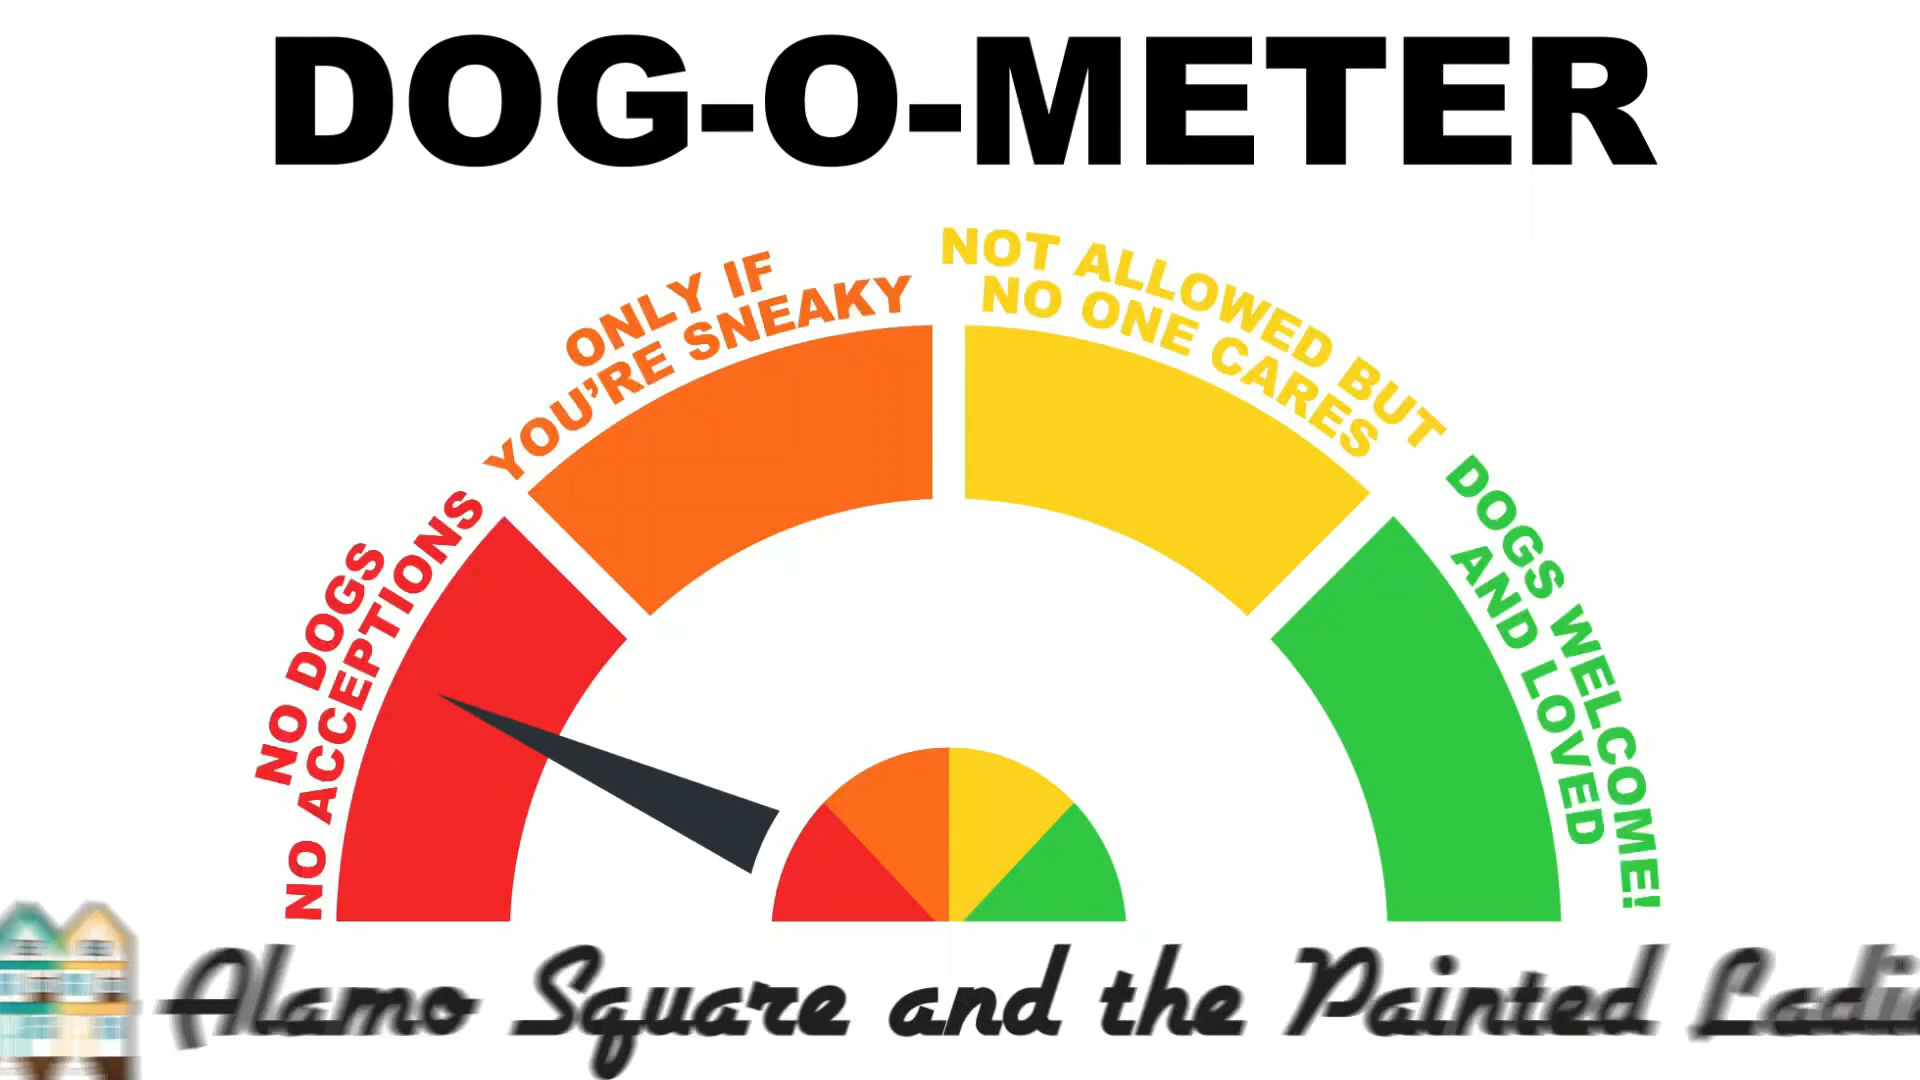 DOG-O-METER
NO DOGS
NO ACCEPTIONS
ONLY IF
YOU'RE SNEAKY
NOT ALLOWED BUT
NO ONE CARES
DOGS WELCOME!
AND LOVED
Alamo Square and the Painted Ladie